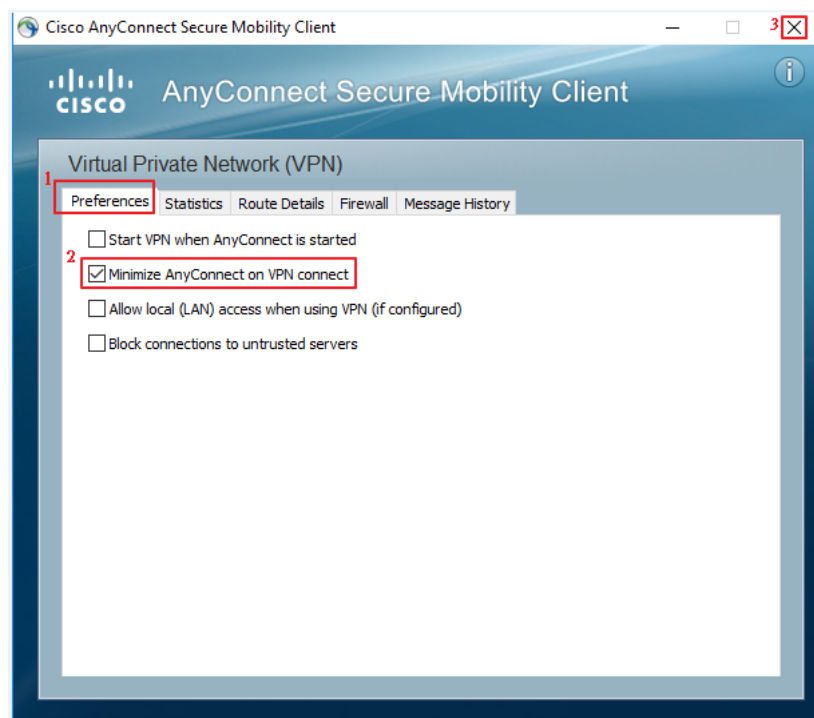 Cisco AnyConnect Secure Mobility Client
3
CISCO
AnyConnect Secure Mobility Client
i
Virtual Private Network (VPN)
1
Preferences Statistics Route Details Firewall Message History
Start VPN when AnyConnect is started
2
Minimize AnyConnect on VPN connect
Allow local (LAN) access when using VPN (if configured)
Block connections to untrusted servers